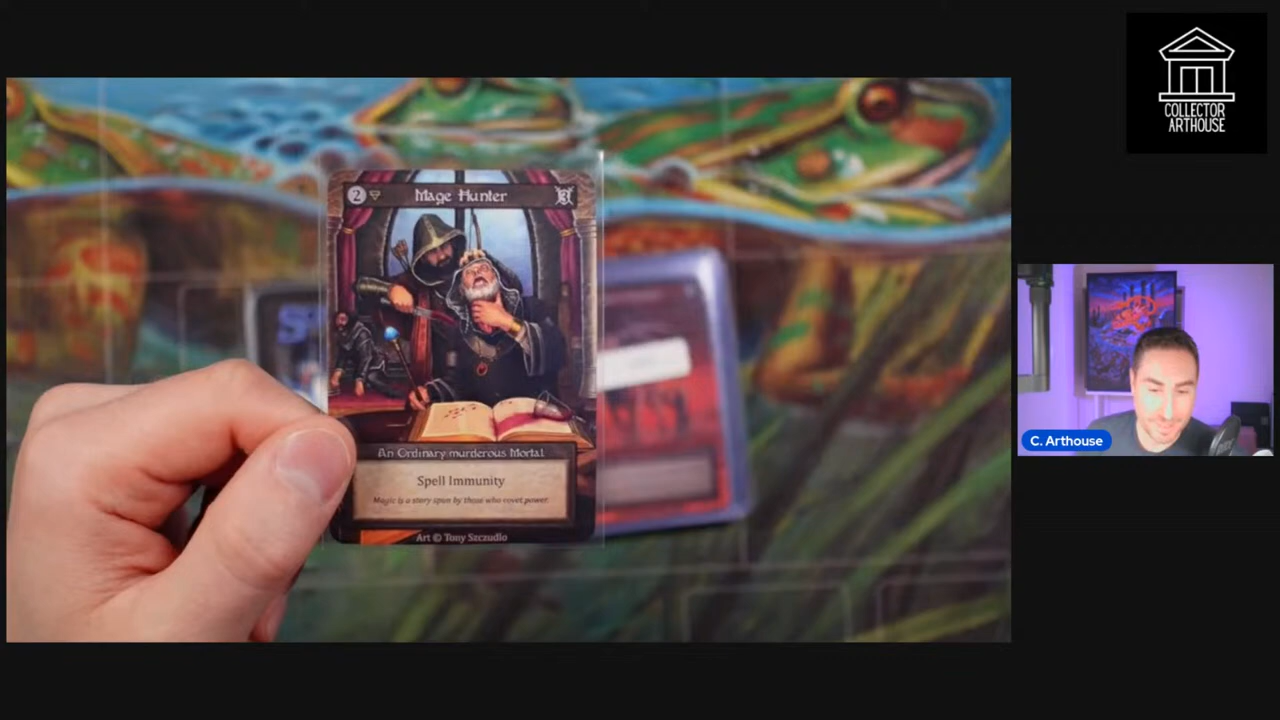 COLLECTOR
ARTHOUSE
2 Mage Hunter 3
An Ordinary murderous Mortal
Spell Immunity
Magic is a story spun by those who covet power.
Art © Tony Szczudlo
C. Arthouse